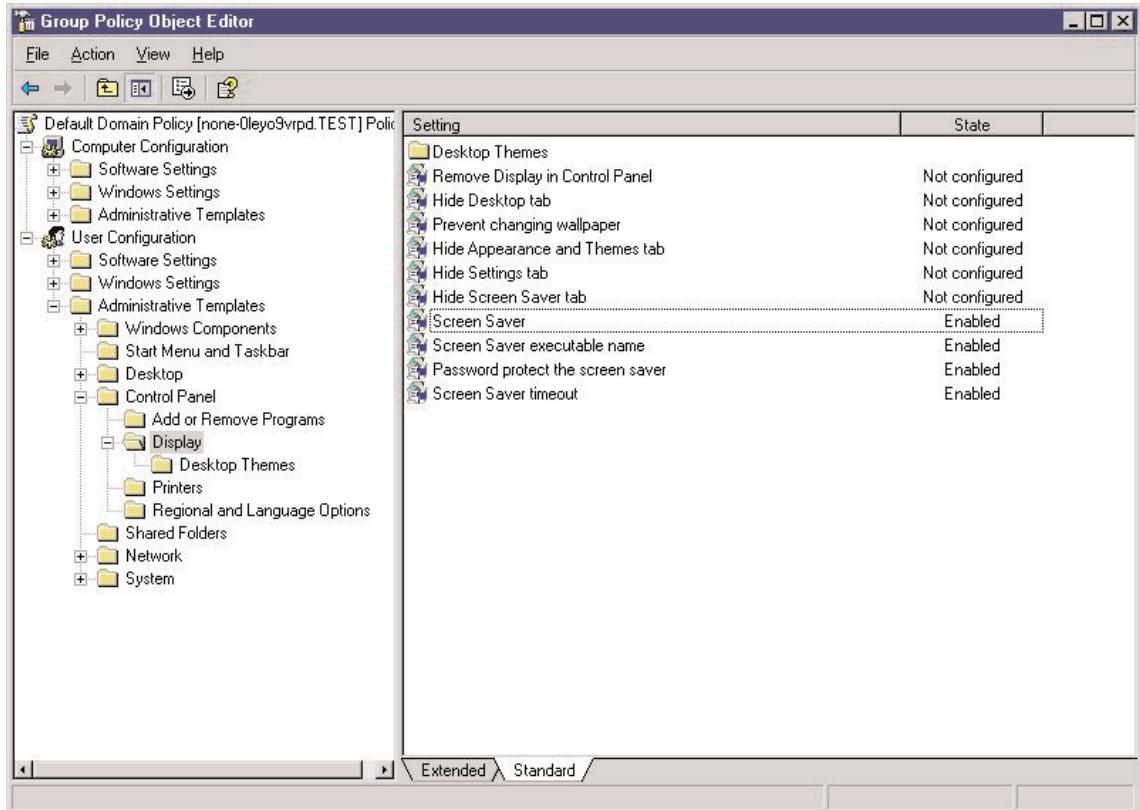 Group Policy Object Editor
File Action View Help
Default Domain Policy [none-0leyo9vrpd.TEST] Polic
Computer Configuration
Software Settings
Windows Settings
Administrative Templates
User Configuration
Software Settings
Windows Settings
Administrative Templates
Windows Components
Start Menu and Taskbar
Desktop
Control Panel
Add or Remove Programs
Display
Desktop Themes
Printers
Regional and Language Options
Shared Folders
Network
System
Setting State
Desktop Themes
Remove Display in Control Panel Not configured
Hide Desktop tab Not configured
Prevent changing wallpaper Not configured
Hide Appearance and Themes tab Not configured
Hide Settings tab Not configured
Hide Screen Saver tab Not configured
Screen Saver Enabled
Screen Saver executable name Enabled
Password protect the screen saver Enabled
Screen Saver timeout Enabled
Extended Standard